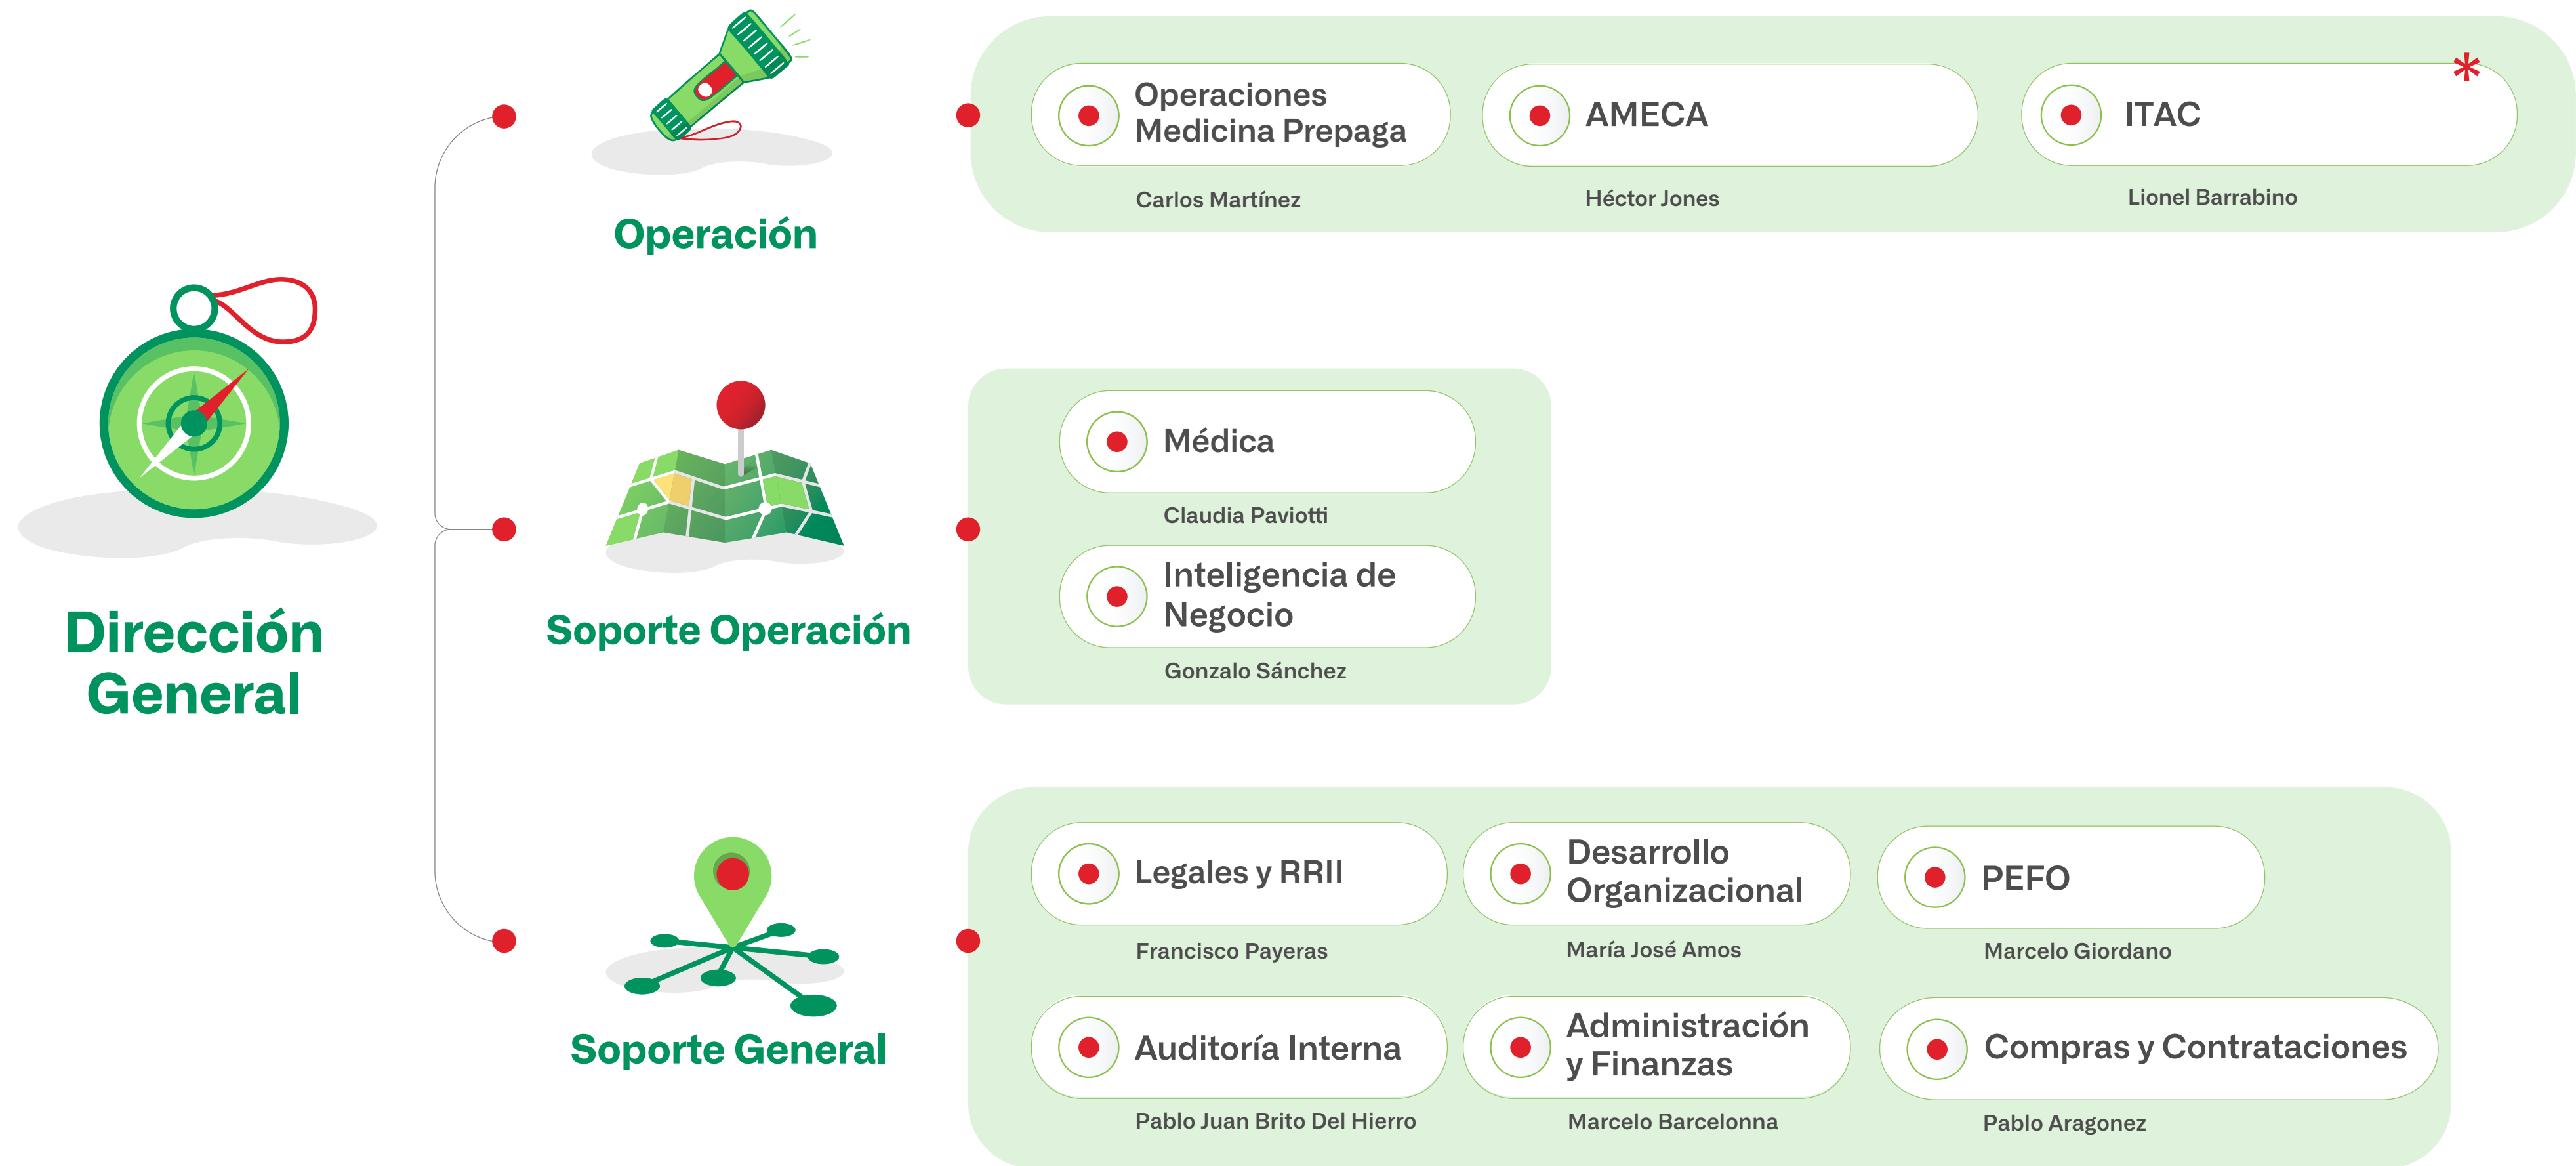 Dirección
General
Operación
Operaciones
Medicina Prepaga
Carlos Martínez
AMECA
Héctor Jones
ITAC
*
Lionel Barrabino
Soporte Operación
Médica
Claudia Paviotti
Inteligencia de
Negocio
Gonzalo Sánchez
Soporte General
Legales y RRII
Francisco Payeras
Desarrollo
Organizacional
María José Amos
PEFO
Marcelo Giordano
Auditoría Interna
Pablo Juan Brito Del Hierro
Administración
y Finanzas
Marcelo Barcelonna
Compras y Contrataciones
Pablo Aragonez